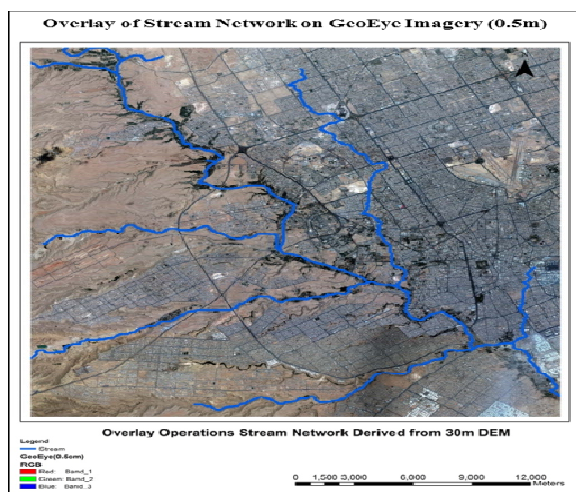 Overlay of Stream Network on GeoEye Imagery (0.5m)
Overlay Operations Stream Network Derived from 30m DEM
Legend
Stream
GeoEye(0.5cm)
RGB
Red: Band_1
Green: Band_2
Blue: Band_3
0 1,500 3,000 6,000 9,000 12,000
Meters